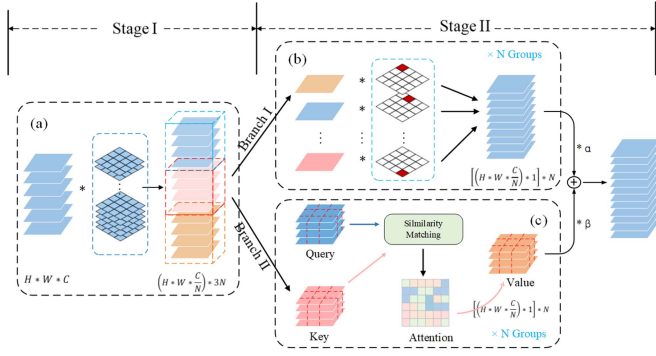 Stage I
Stage II
(a)
*
H * W * C
(H * W * C/N) * 3N
Branch I
Branch II
(b)
× N Groups
*
*
*
[(H * W * C/N) * 1] * N
* α
+
* β
(c)
Query
Silmilarity
Matching
Key
Attention
Value
[(H * W * C/N) * 1] * N
× N Groups